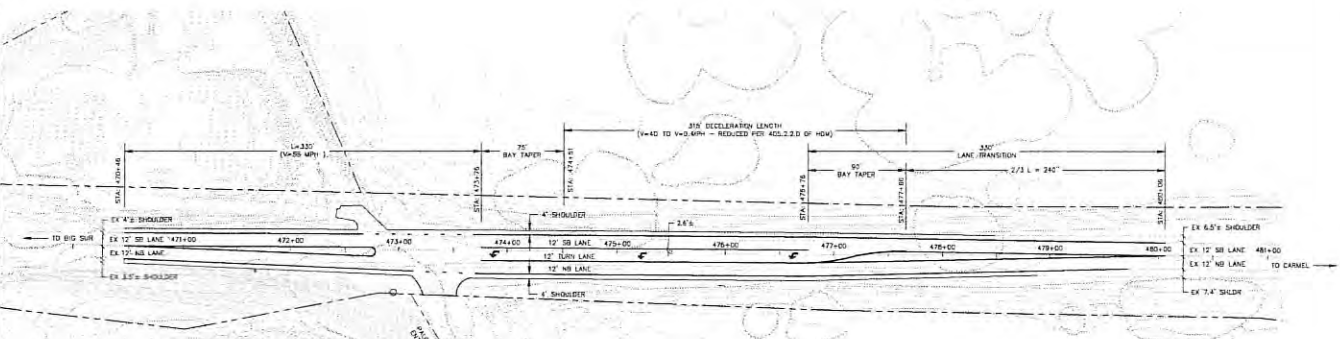 315' DECELERATION LENGTH
(V=40 TO V=0 MPH - REDUCED PER 405.2.2.D OF HDM)
L=330'
(V=55 MPH )
75'
BAY TAPER
330'
LANE TRANSITION
90'
BAY TAPER
2/3 L = 240'
STA: 470+46
STA: 473+76
STA: 474+51
STA: 476+76
STA:
STA:
EX 4'± SHOULDER
4' SHOULDER
EX 6.5'± SHOULDER
TO BIG SUR
EX 12' SB LANE
471+00
472+00
473+00
474+00
12' SB LANE
475+00
3.6'±
476+00
477+00
478+00
479+00
480+00
EX 12' SB LANE
481+00
EX 12' NB LANE
12' TURN LANE
EX 12' NB LANE
TO CARMEL
12' NB LANE
EX 3.5'± SHOULDER
4' SHOULDER
EX 7.4' SHLDR